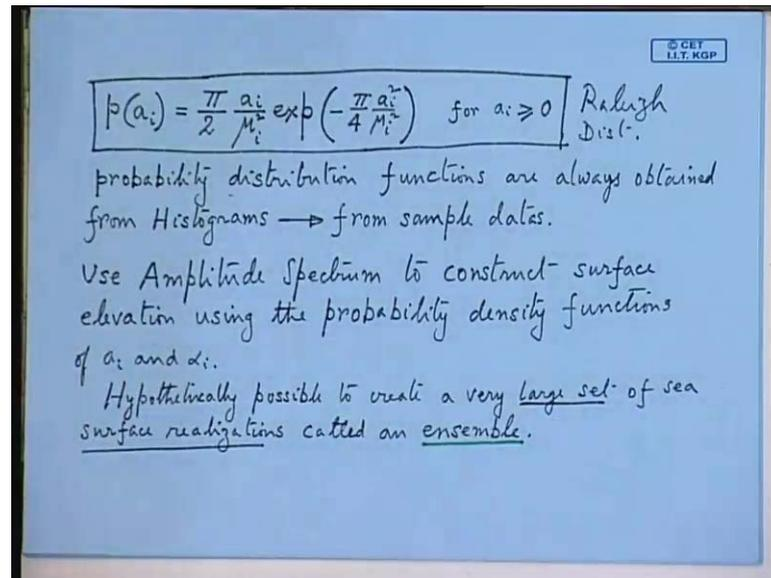 © CET
I.I.T. KGP
p(aᵢ) = π/2 aᵢ/μᵢ² exp(-π/4 aᵢ²/μᵢ²) for aᵢ ⩾ 0 Raleigh
Dist.
probability distribution functions are always obtained
from Histograms → from sample datas.
Use Amplitude Spectrum to construct surface
elevation using the probability density functions
of aᵢ and αᵢ.
Hypothetically possible to create a very large set of sea
surface realizations called an ensemble.